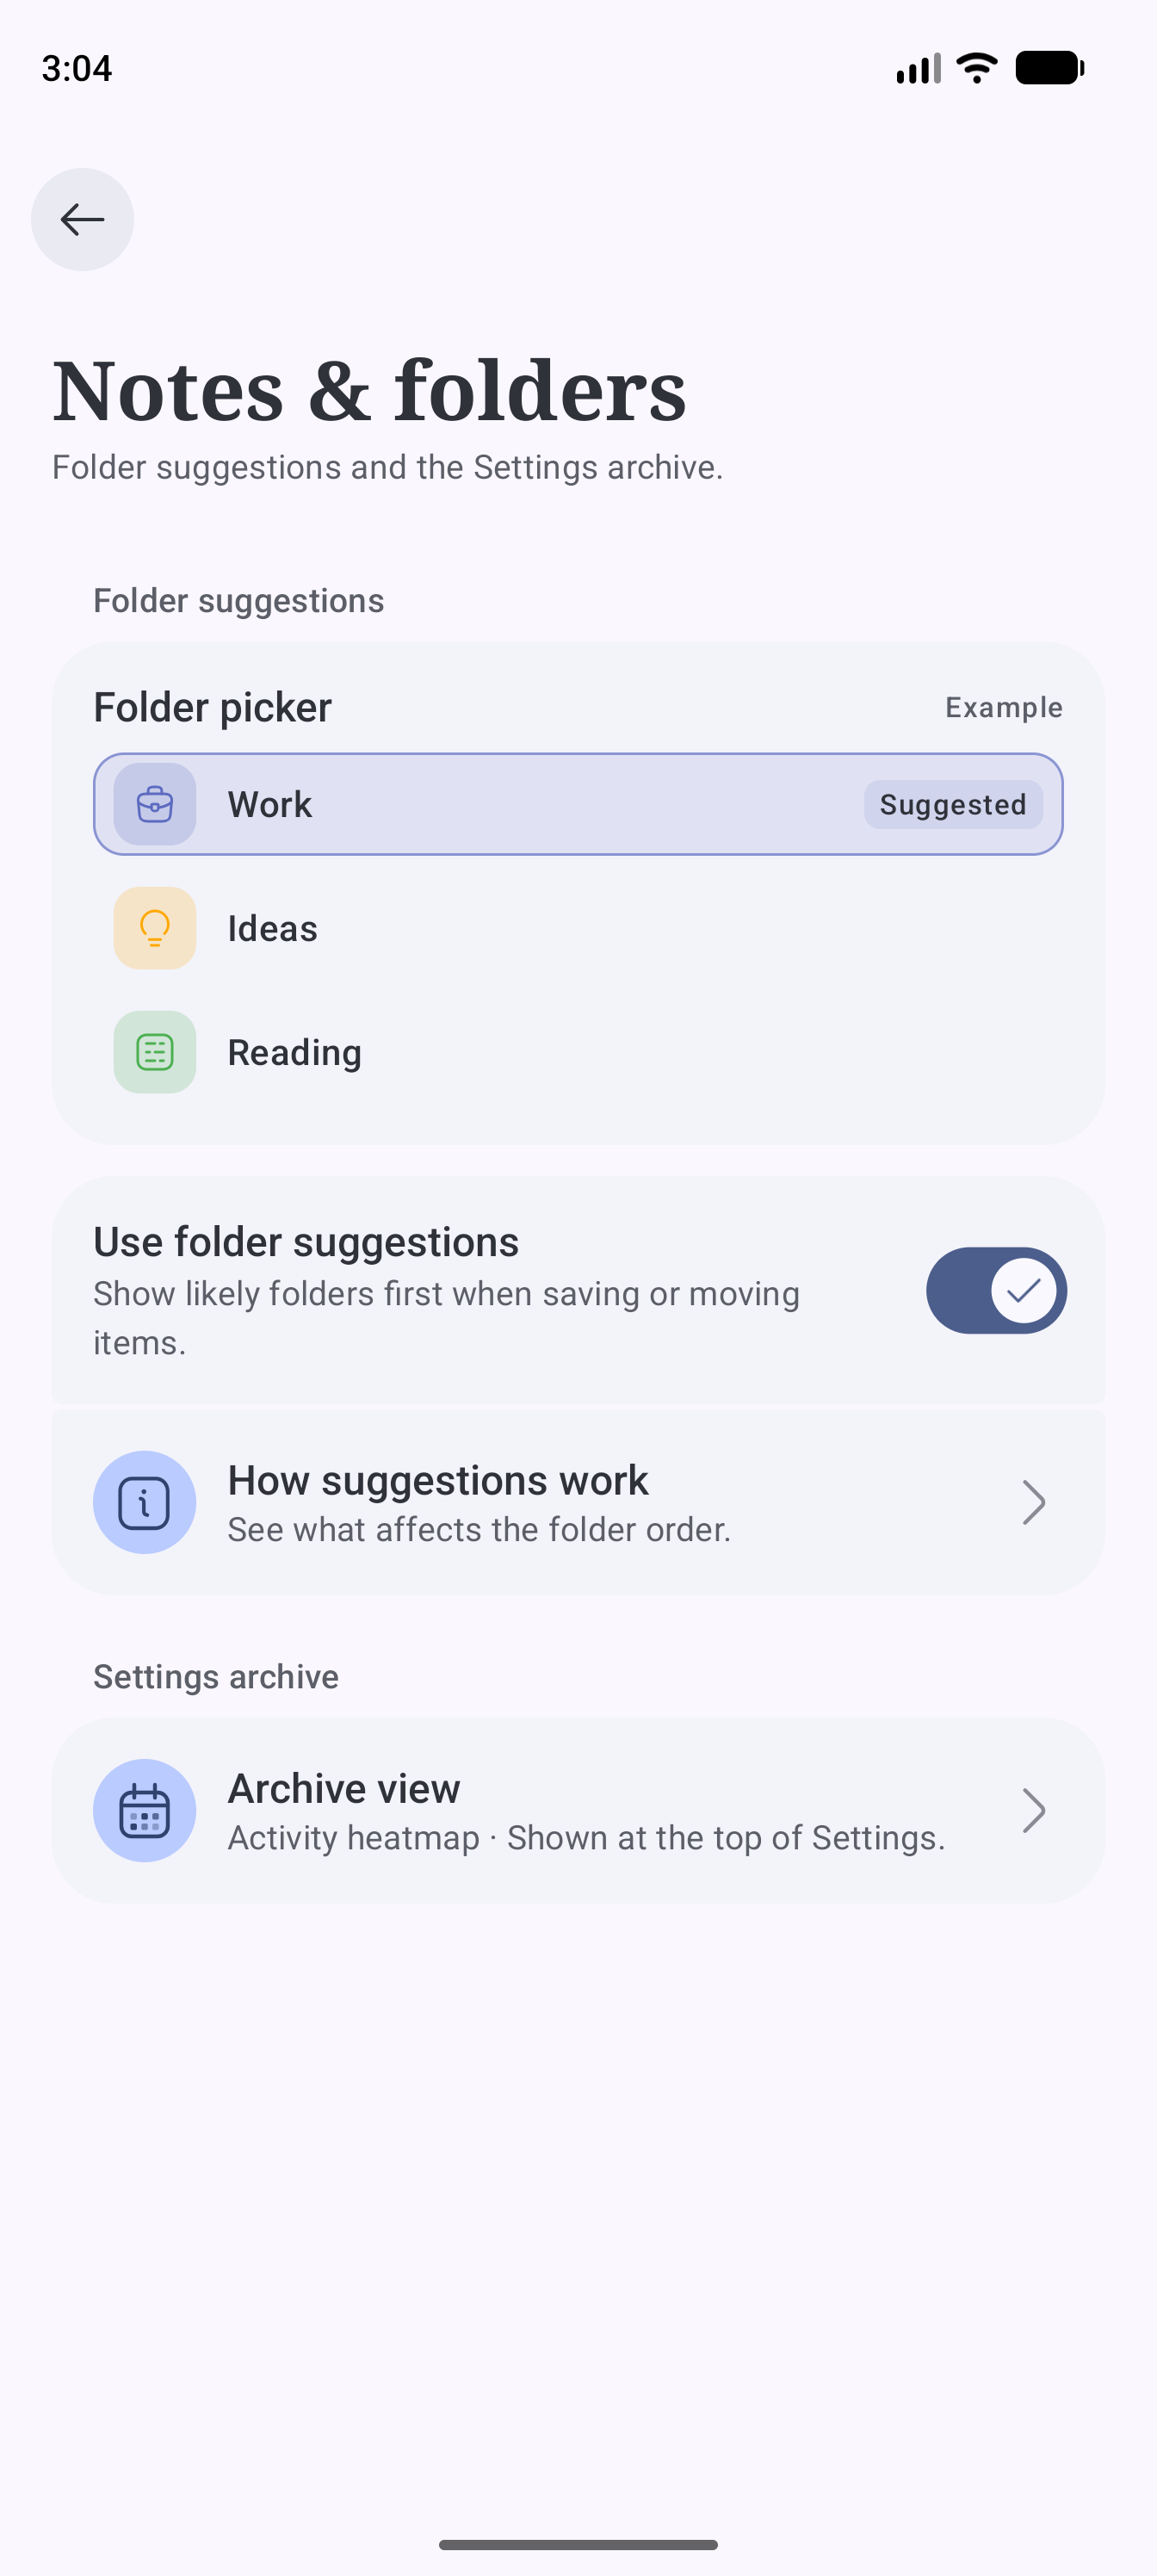 3:04
Notes & folders
Folder suggestions and the Settings archive.
Folder suggestions
Folder picker
Example
Work
Suggested
Ideas
Reading
Use folder suggestions
Show likely folders first when saving or moving
items.
How suggestions work
See what affects the folder order.
Settings archive
Archive view
Activity heatmap · Shown at the top of Settings.